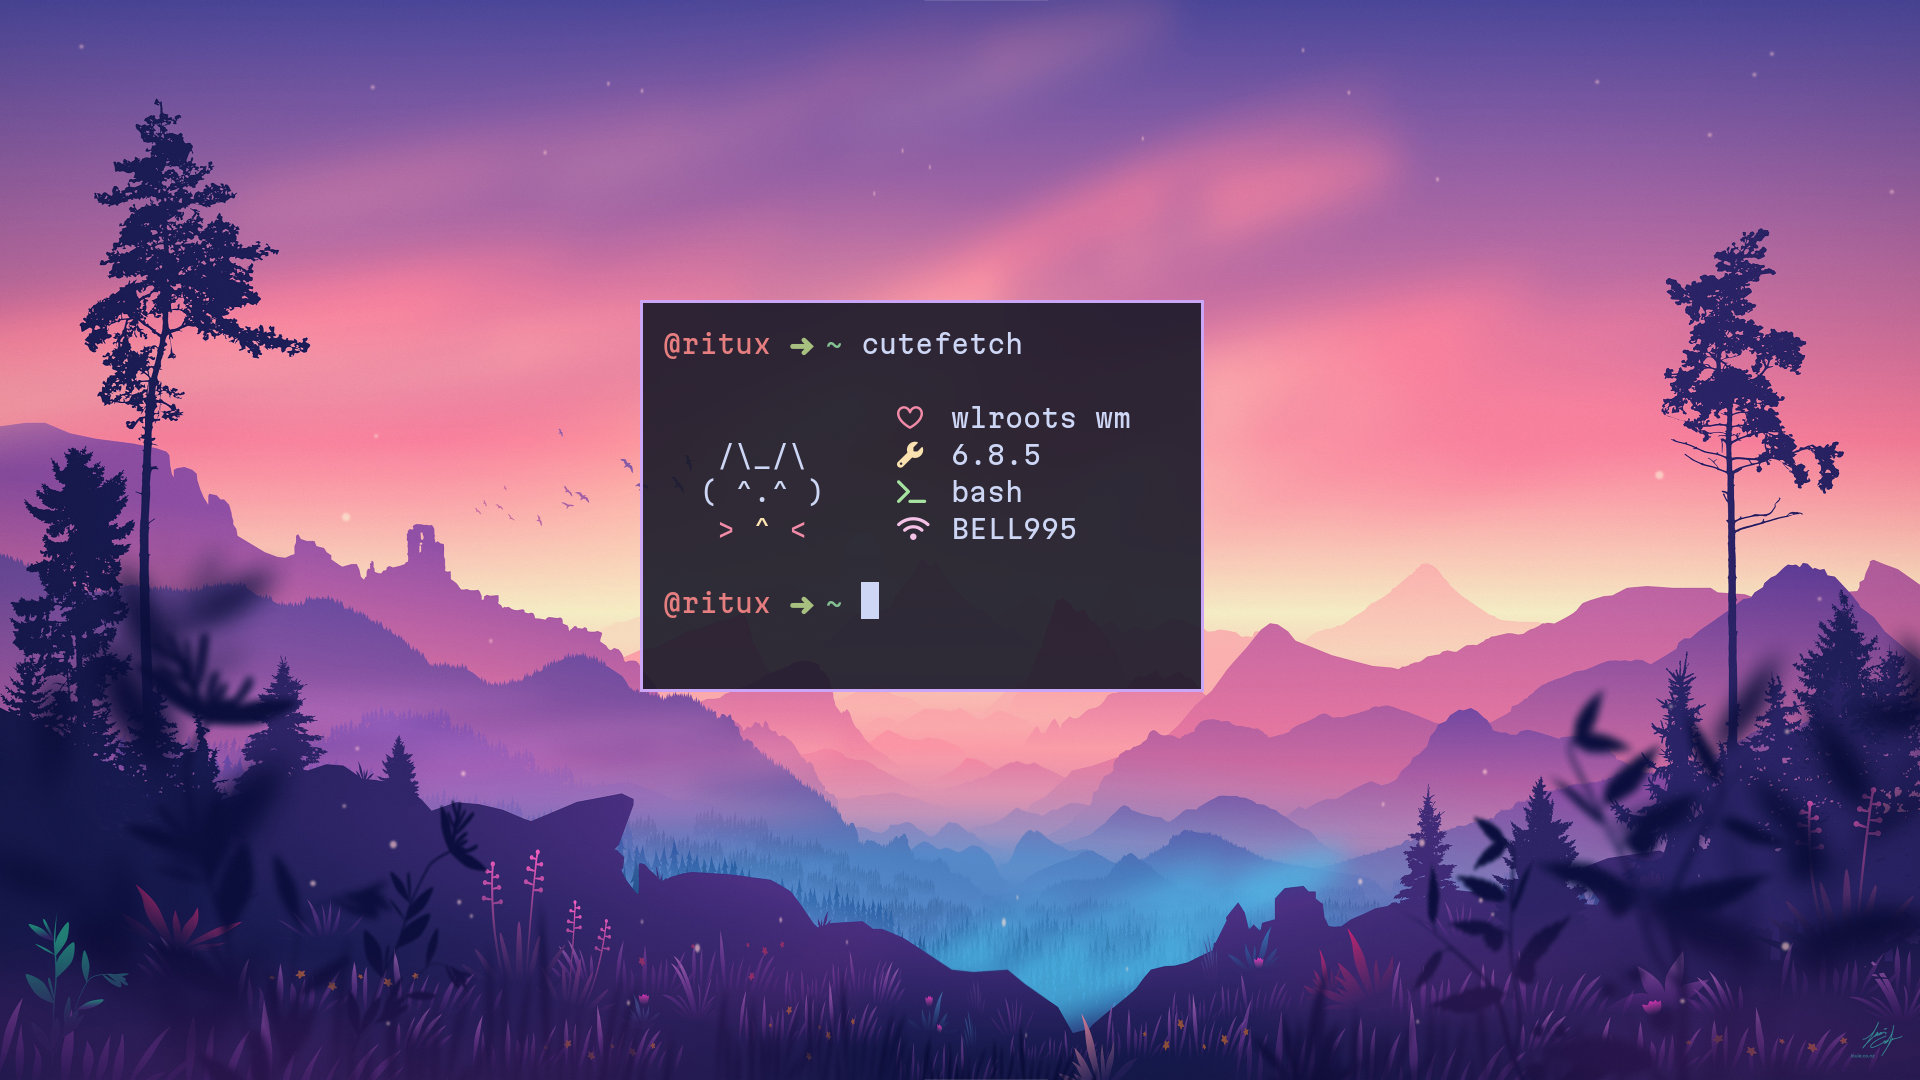 @ritux ➜ ~ cutefetch
wlroots wm
/\_/\ 6.8.5
( ^.^ ) bash
> ^ < BELL995
@ritux ➜ ~